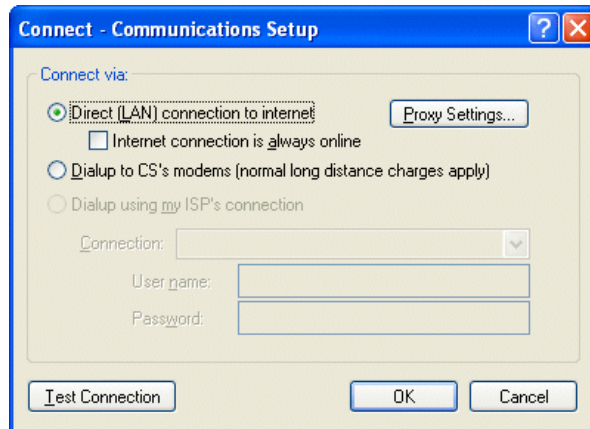 Connect - Communications Setup
Connect via:
Direct (LAN) connection to internet
Proxy Settings...
Internet connection is always online
Dialup to CS's modems (normal long distance charges apply)
Dialup using my ISP's connection
Connection:
User name:
Password:
Test Connection
OK
Cancel